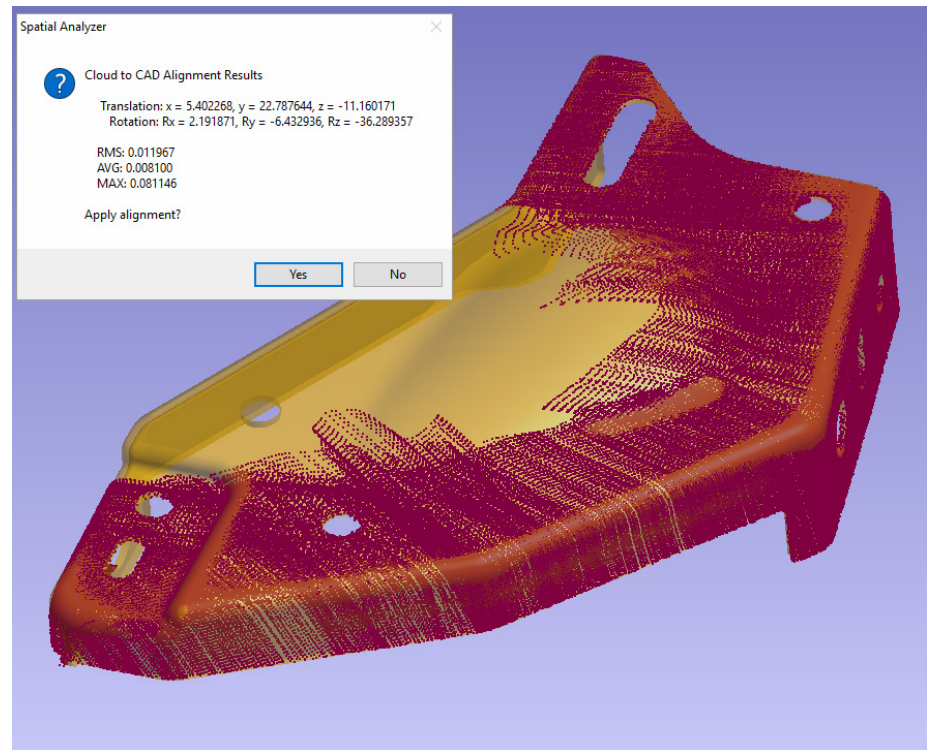 Spatial Analyzer
Cloud to CAD Alignment Results
Translation: x = 5.402268, y = 22.787644, z = -11.160171
Rotation: Rx = 2.191871, Ry = -6.432936, Rz = -36.289357
RMS: 0.011967
AVG: 0.008100
MAX: 0.081146
Apply alignment?
Yes No